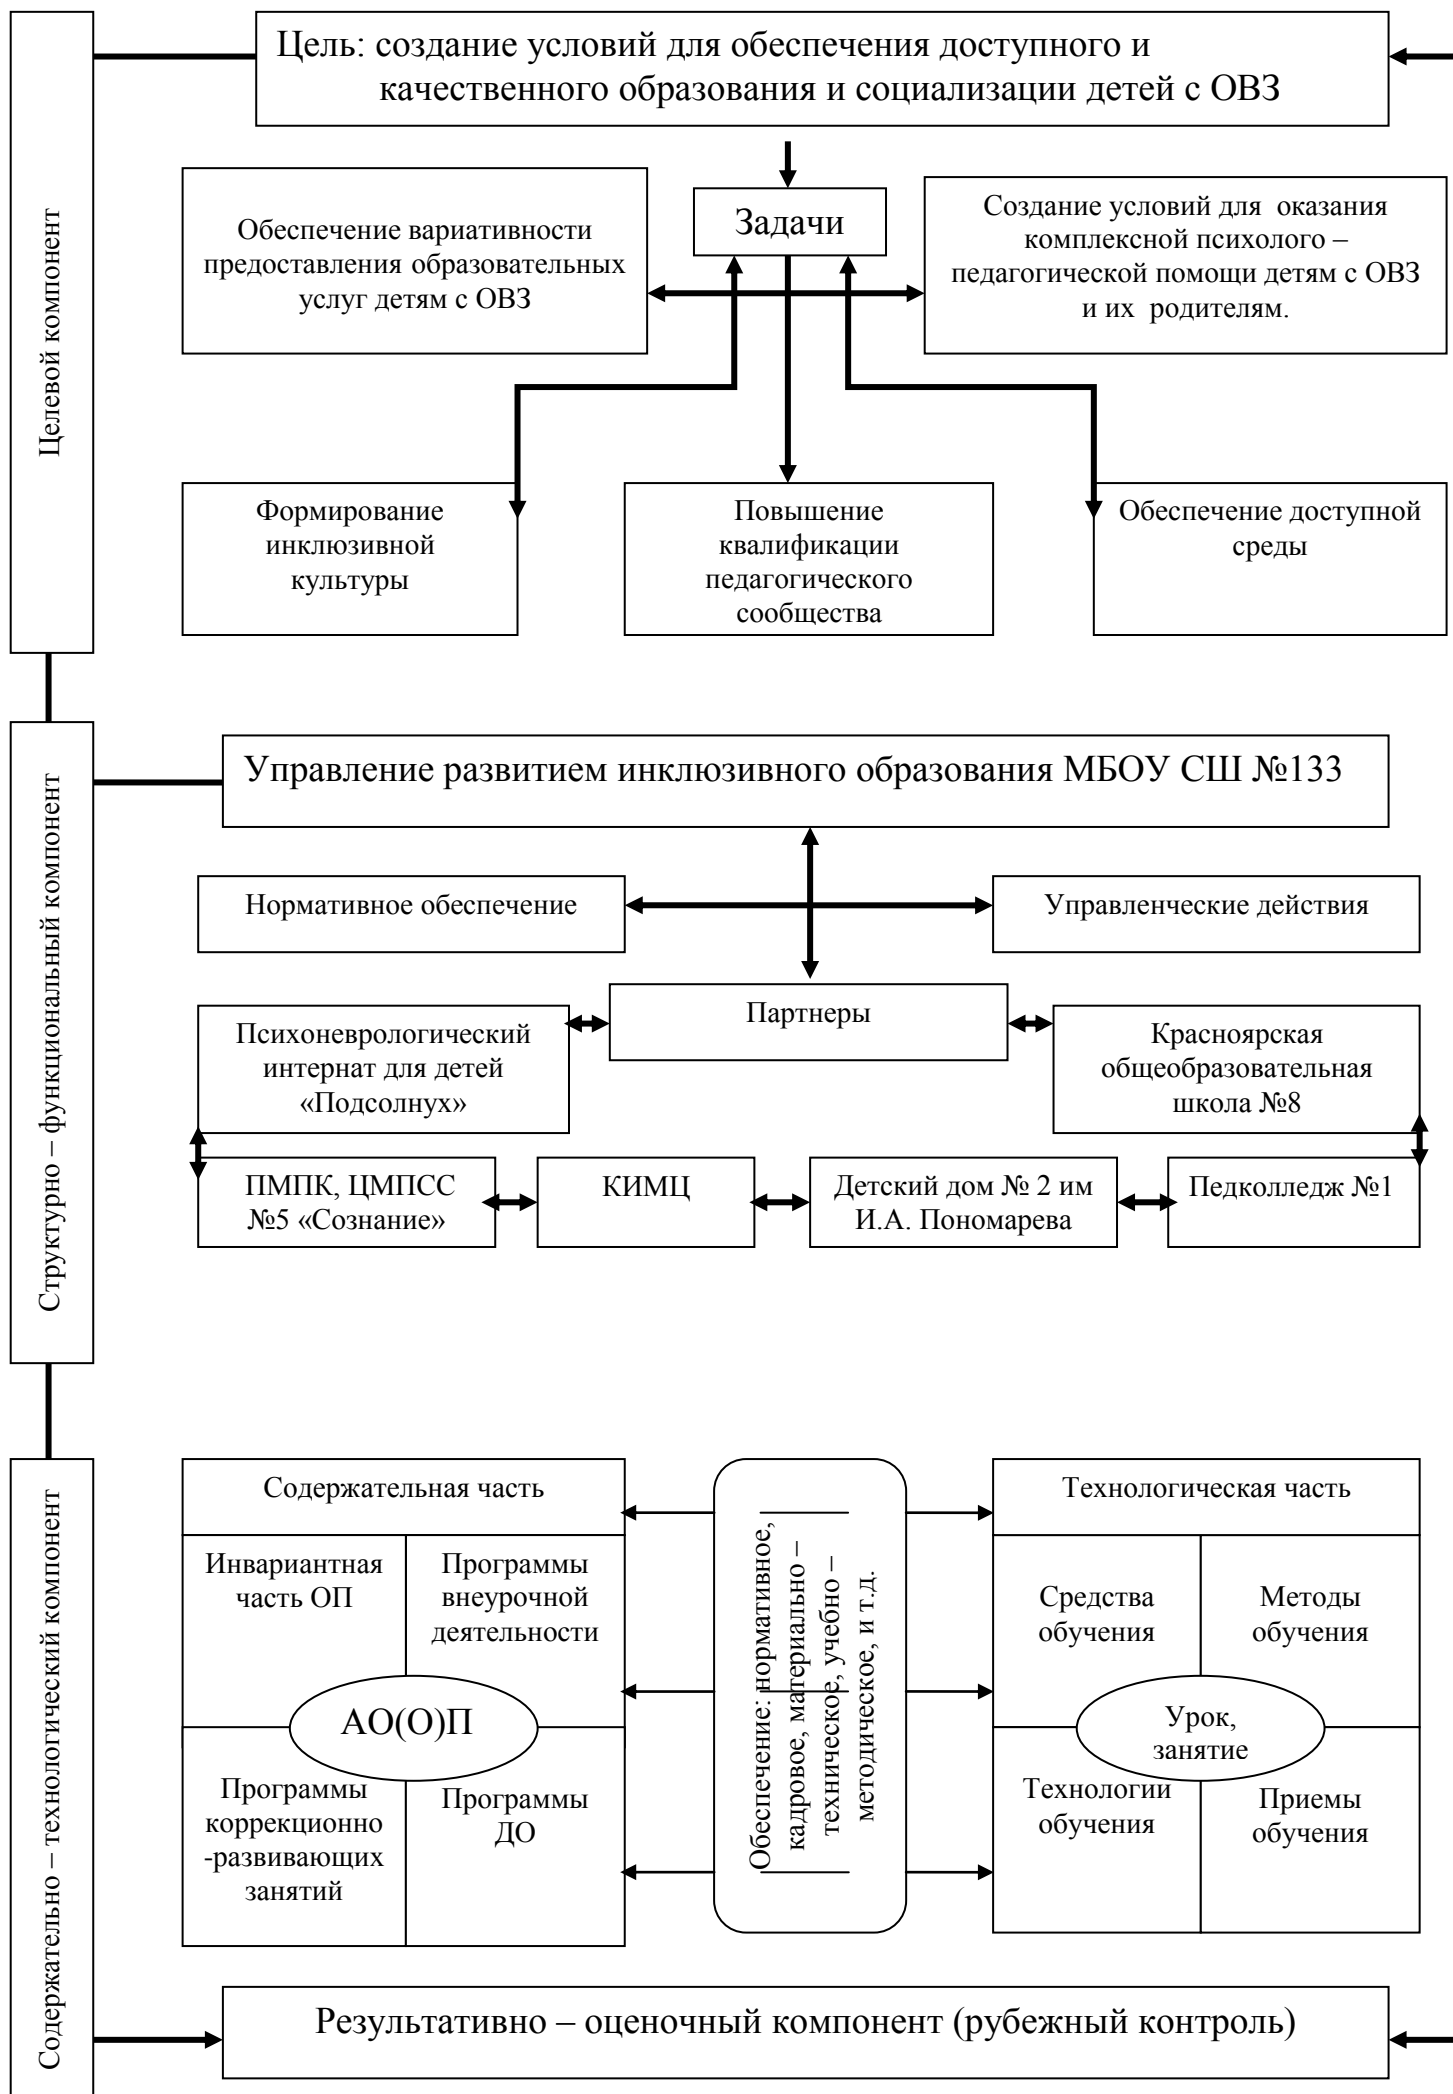 Цель: создание условий для обеспечения доступного и
качественного образования и социализации детей с ОВЗ
Целевой компонент
Задачи
Обеспечение вариативности
предоставления образовательных
услуг детям с ОВЗ
Создание условий для оказания
комплексной психолого –
педагогической помощи детям с ОВЗ
и их родителям.
Формирование
инклюзивной
культуры
Повышение
квалификации
педагогического
сообщества
Обеспечение доступной
среды
Структурно – функциональный компонент
Управление развитием инклюзивного образования МБОУ СШ №133
Нормативное обеспечение
Управленческие действия
Партнеры
Психоневрологический
интернат для детей
«Подсолнух»
Красноярская
общеобразовательная
школа №8
ПМПК, ЦМПСС
№5 «Сознание»
КИМЦ
Детский дом № 2 им
И.А. Пономарева
Педколледж №1
Содержательно – технологический компонент
Содержательная часть
Инвариантная
часть ОП
Программы
внеурочной
деятельности
АО(О)П
Программы
коррекционно
-развивающих
занятий
Программы
ДО
Обеспечение: нормативное,
кадровое, материально –
техническое, учебно –
методическое, и т.д.
Технологическая часть
Средства
обучения
Методы
обучения
Урок,
занятие
Технологии
обучения
Приемы
обучения
Результативно – оценочный компонент (рубежный контроль)